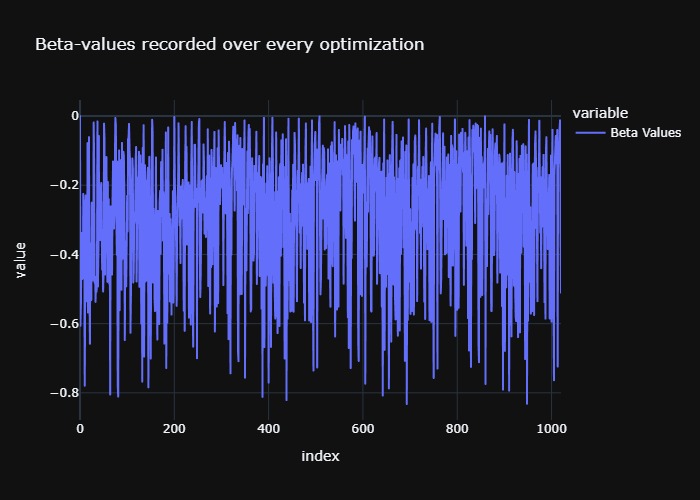 Beta-values recorded over every optimization
variable
Beta Values
0
−0.2
−0.4
−0.6
−0.8
value
0
200
400
600
800
1000
index